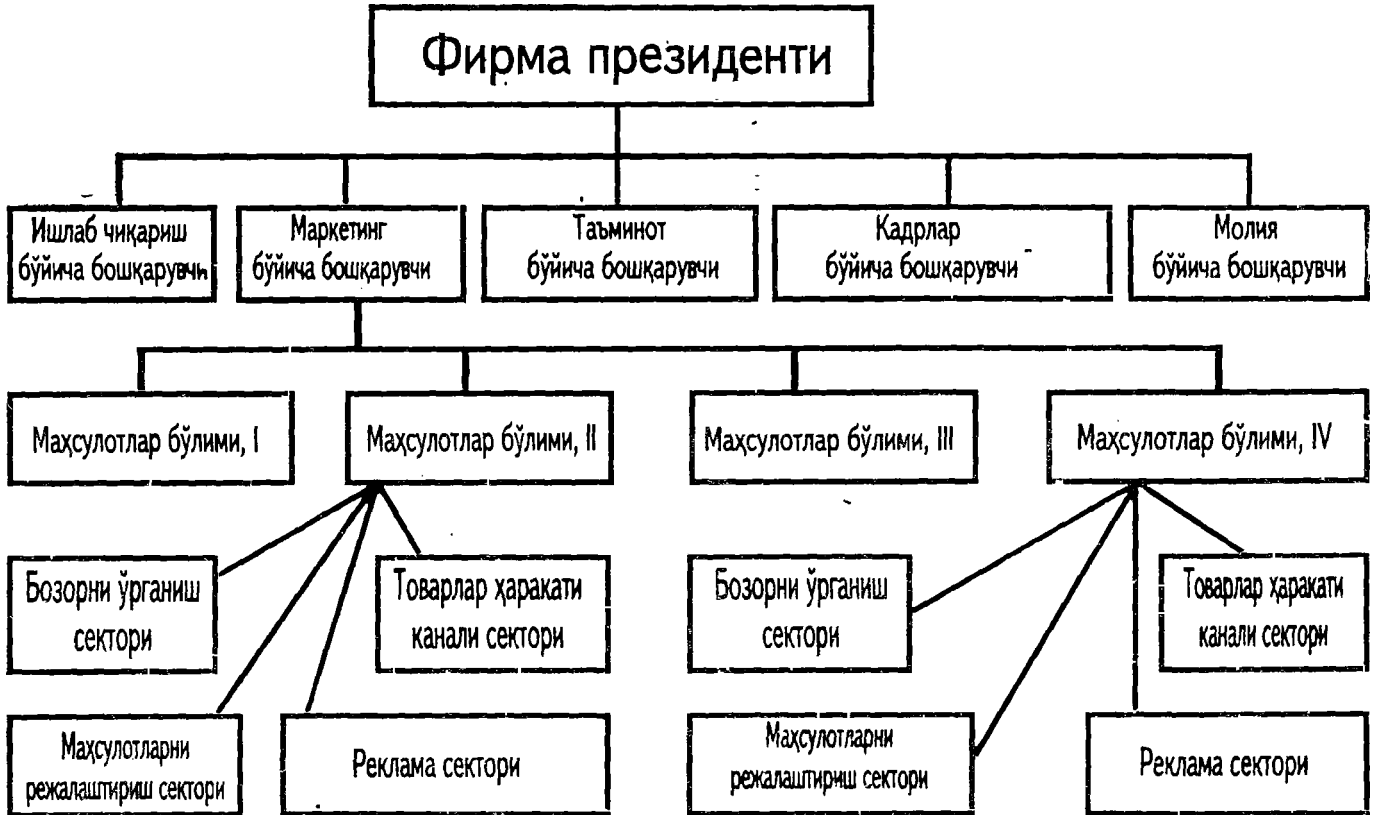 Фирма президенти
Ишлаб чиқариш
бўйича бошқарувчи
Маркетинг
бўйича бошқарувчи
Таъминот
бўйича бошқарувчи
Кадрлар
бўйича бошқарувчи
Молия
бўйича бошқарувчи
Маҳсулотлар бўлими, I
Маҳсулотлар бўлими, II
Маҳсулотлар бўлими, III
Маҳсулотлар бўлими, IV
Бозорни ўрганиш
сектори
Товарлар ҳаракати
канали сектори
Бозорни ўрганиш
сектори
Товарлар ҳаракати
канали сектори
Маҳсулотларни
режалаштириш сектори
Реклама сектори
Маҳсулотларни
режалаштириш сектори
Реклама сектори